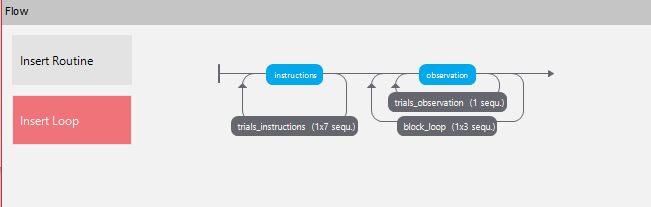 Flow
Insert Routine
Insert Loop
instructions
observation
trials_observation (1 sequ.)
trials_instructions (1x7 sequ.)
block_loop (1x3 sequ.)